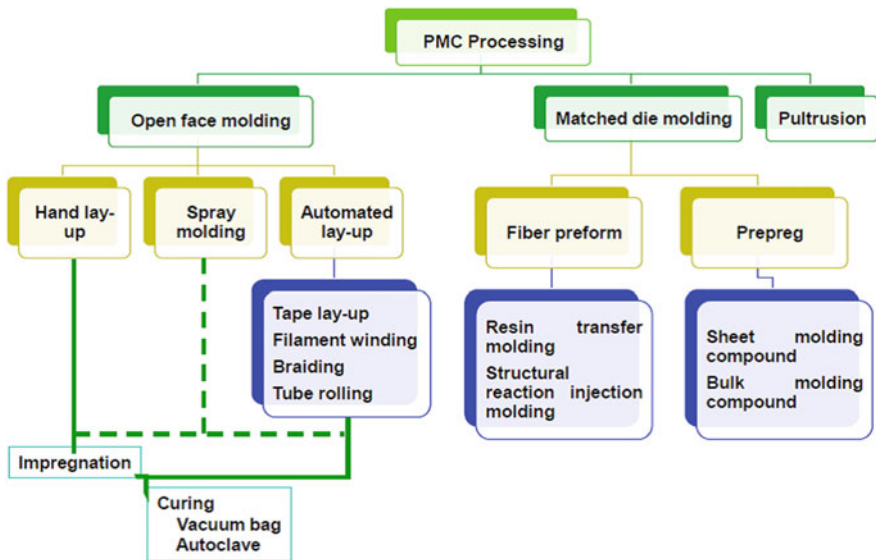 PMC Processing
Open face molding
Matched die molding
Pultrusion
Hand lay-
up
Spray
molding
Automated
lay-up
Fiber preform
Prepreg
Tape lay-up
Filament winding
Braiding
Tube rolling
Resin transfer
molding
Structural
reaction injection
molding
Sheet molding
compound
Bulk molding
compound
Impregnation
Curing
Vacuum bag
Autoclave